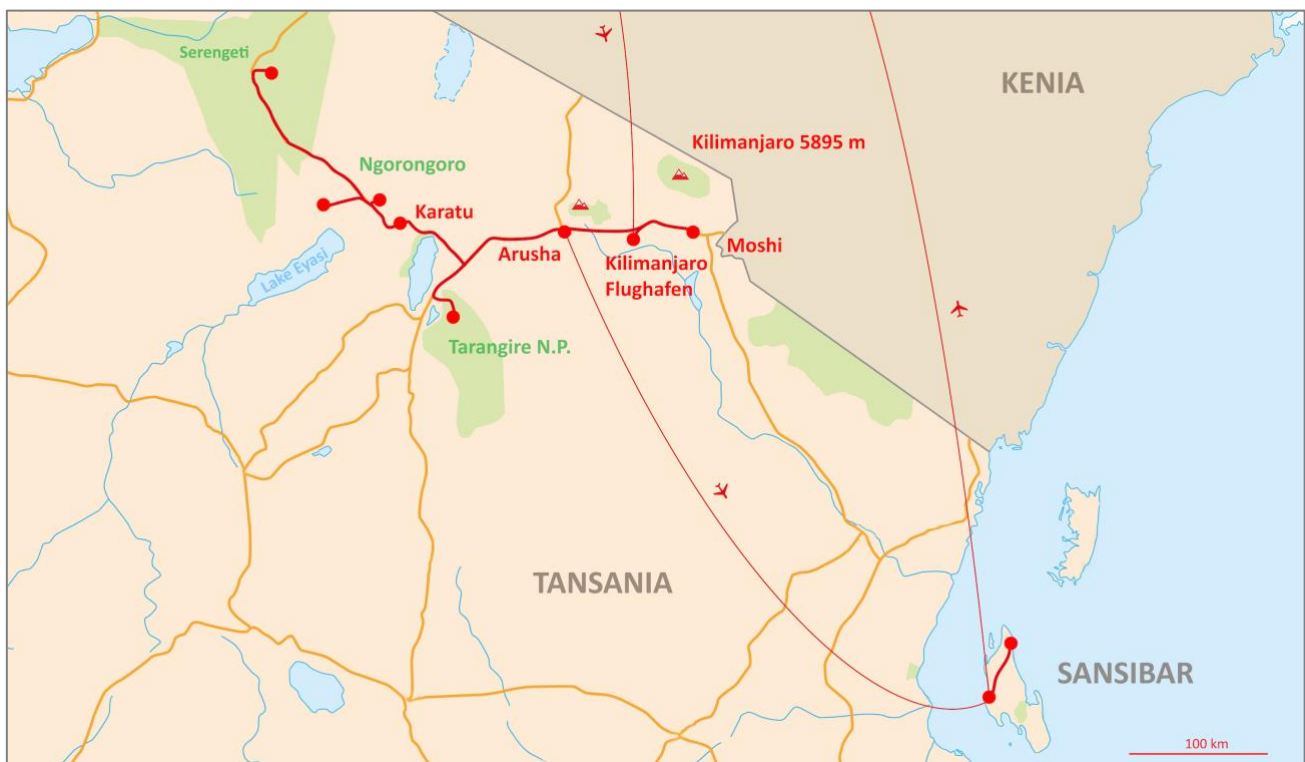 Serengeti
KENIA
Kilimanjaro 5895 m
Ngorongoro
Karatu
Arusha
Kilimanjaro
Flughafen
Moshi
Lake Eyasi
Tarangire N.P.
TANSANIA
SANSIBAR
100 km